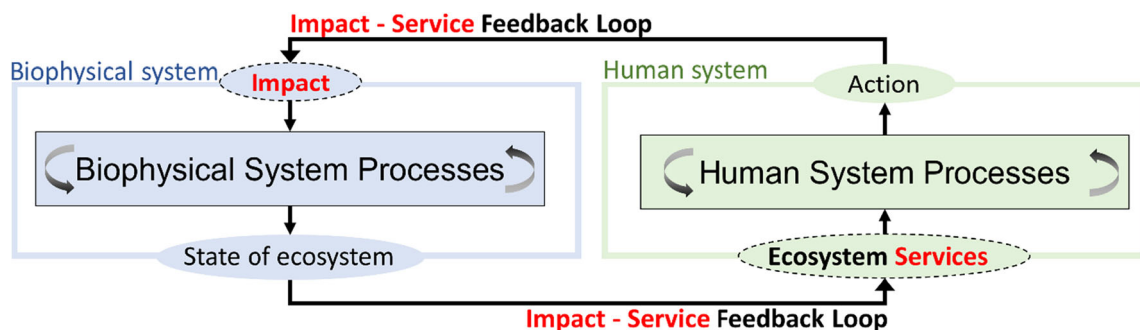 Impact - Service Feedback Loop
Biophysical system
Impact
Human system
Action
Biophysical System Processes
Human System Processes
State of ecosystem
Ecosystem Services
Impact - Service Feedback Loop